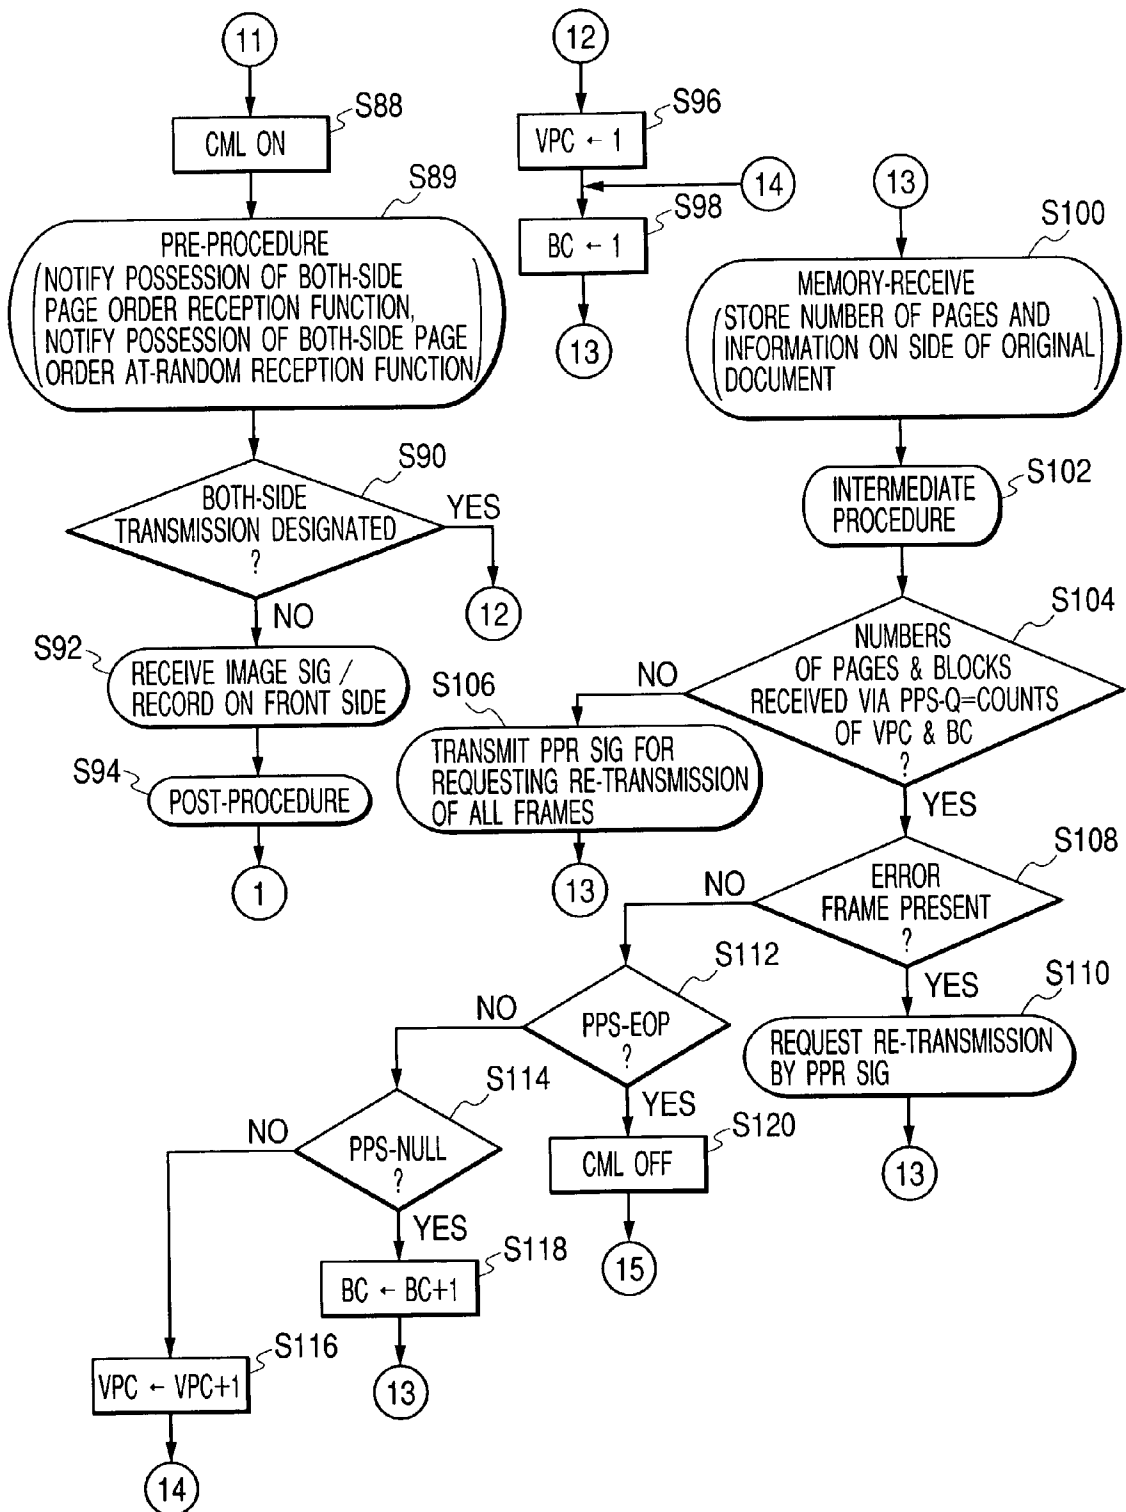 11
CML ON
S88
S89
PRE-PROCEDURE
(NOTIFY POSSESSION OF BOTH-SIDE
PAGE ORDER RECEPTION FUNCTION,
NOTIFY POSSESSION OF BOTH-SIDE PAGE
ORDER AT-RANDOM RECEPTION FUNCTION)
S90
BOTH-SIDE
TRANSMISSION DESIGNATED
?
YES
12
NO
S92
RECEIVE IMAGE SIG /
RECORD ON FRONT SIDE
S94
POST-PROCEDURE
1
12
S96
VPC ← 1
14
S98
BC ← 1
13
13
S100
MEMORY-RECEIVE
(STORE NUMBER OF PAGES AND
INFORMATION ON SIDE OF ORIGINAL
DOCUMENT)
S102
INTERMEDIATE
PROCEDURE
S104
NUMBERS
OF PAGES & BLOCKS
RECEIVED VIA PPS-Q=COUNTS
OF VPC & BC
?
NO
S106
TRANSMIT PPR SIG FOR
REQUESTING RE-TRANSMISSION
OF ALL FRAMES
13
YES
S108
ERROR
FRAME PRESENT
?
NO
YES
S110
REQUEST RE-TRANSMISSION
BY PPR SIG
13
S112
PPS-EOP
?
NO
YES
S120
CML OFF
15
S114
PPS-NULL
?
NO
YES
S118
BC ← BC+1
13
S116
VPC ← VPC+1
14